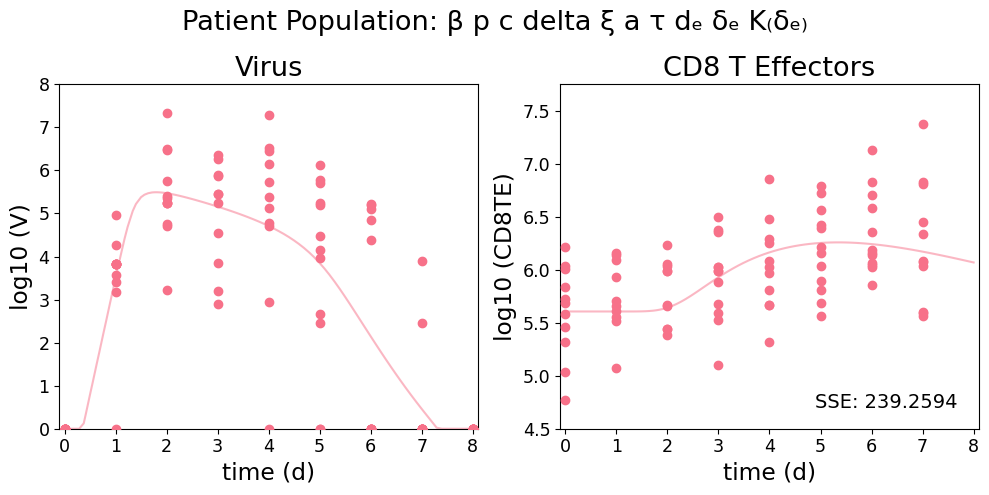 Patient Population: β p c delta ξ a τ dₑ δₑ K₍δₑ₎
Virus
CD8 T Effectors
log10 (V)
8
7
6
5
4
3
2
1
0
0 1 2 3 4 5 6 7 8
time (d)
log10 (CD8TE)
7.5
7.0
6.5
6.0
5.5
5.0
4.5
SSE: 239.2594
0 1 2 3 4 5 6 7 8
time (d)